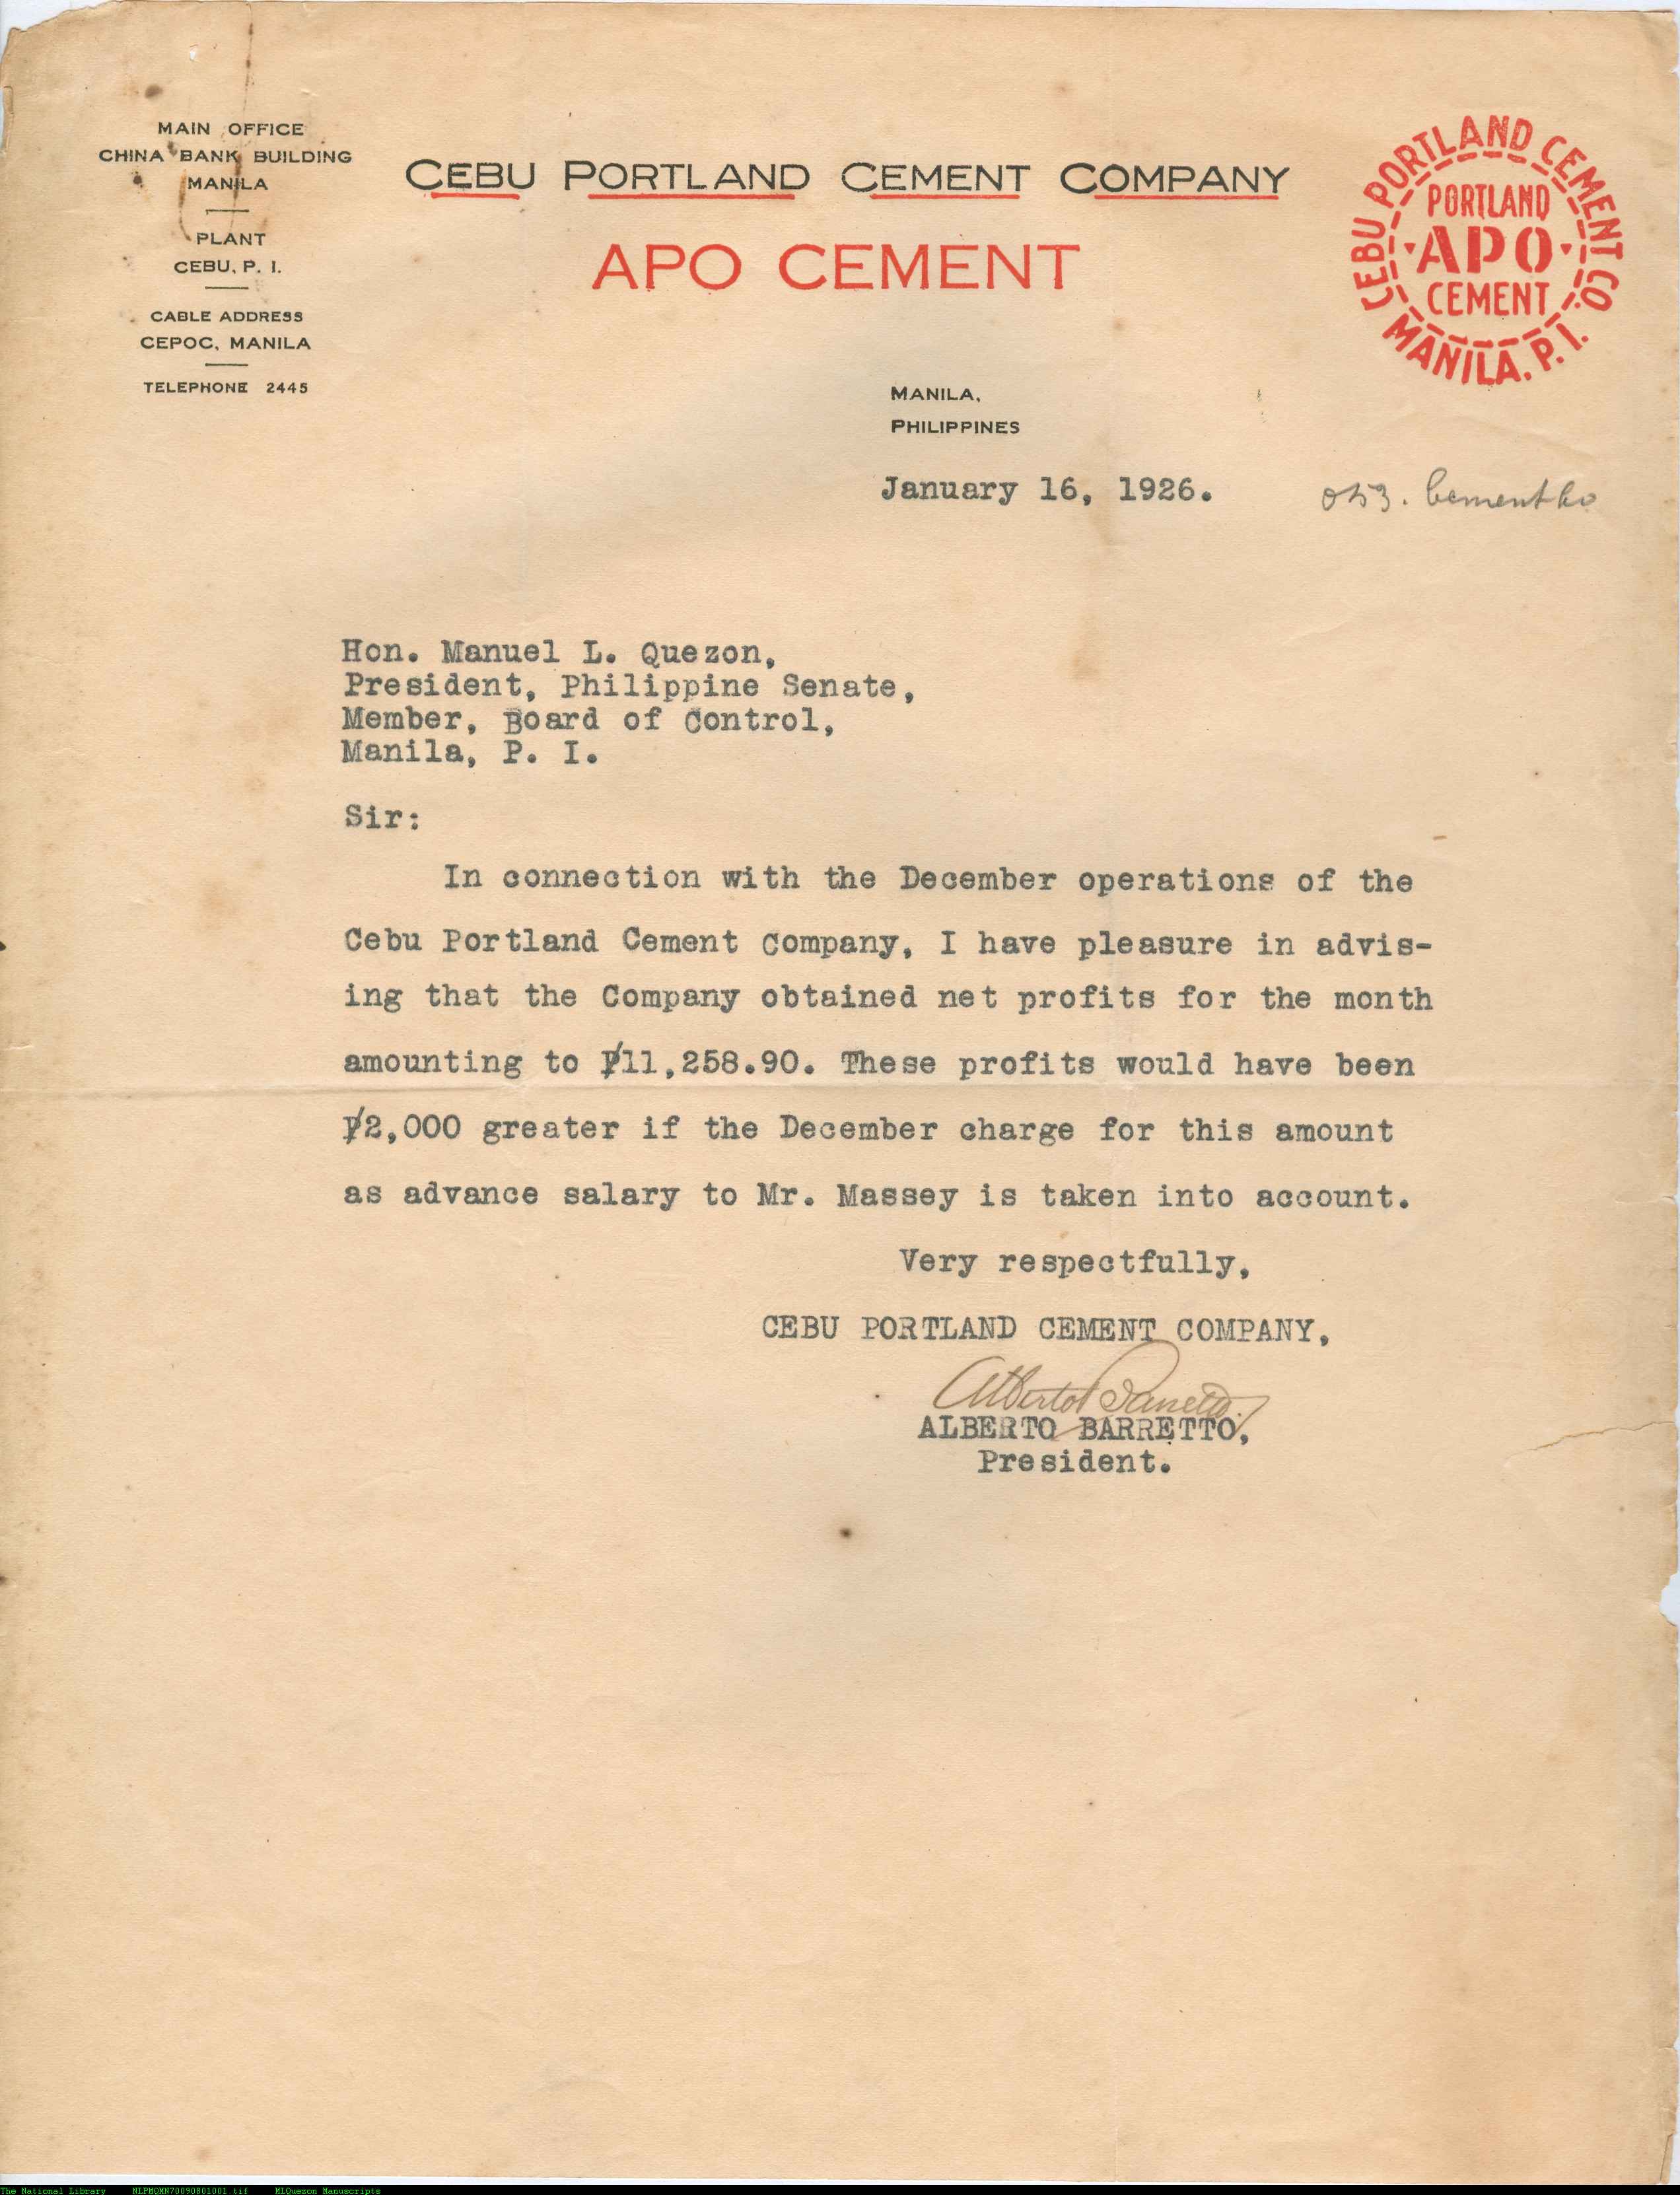 MAIN OFFICE
CHINA BANK BUILDING
MANILA
PLANT
CEBU, P. I.
CABLE ADDRESS
CEPOC, MANILA
TELEPHONE 2445
CEBU PORTLAND CEMENT COMPANY
APO CEMENT
CEBU PORTLAND CEMENT CO.
PORTLAND
APO
CEMENT
MANILA. P. I.
MANILA,
PHILIPPINES
January 16, 1926.
Cement Co
Hon. Manuel L. Quezon,
President, Philippine Senate,
Member, Board of Control,
Manila, P. I.
Sir:
In connection with the December operations of the
Cebu Portland Cement Company, I have pleasure in advis-
ing that the Company obtained net profits for the month
amounting to ₱11,258.90. These profits would have been
₱2,000 greater if the December charge for this amount
as advance salary to Mr. Massey is taken into account.
Very respectfully,
CEBU PORTLAND CEMENT COMPANY,
Alberto Barretto
ALBERTO BARRETTO,
President.
The National Library NLPMQMN70090801001.tif MLQuezon Manuscripts